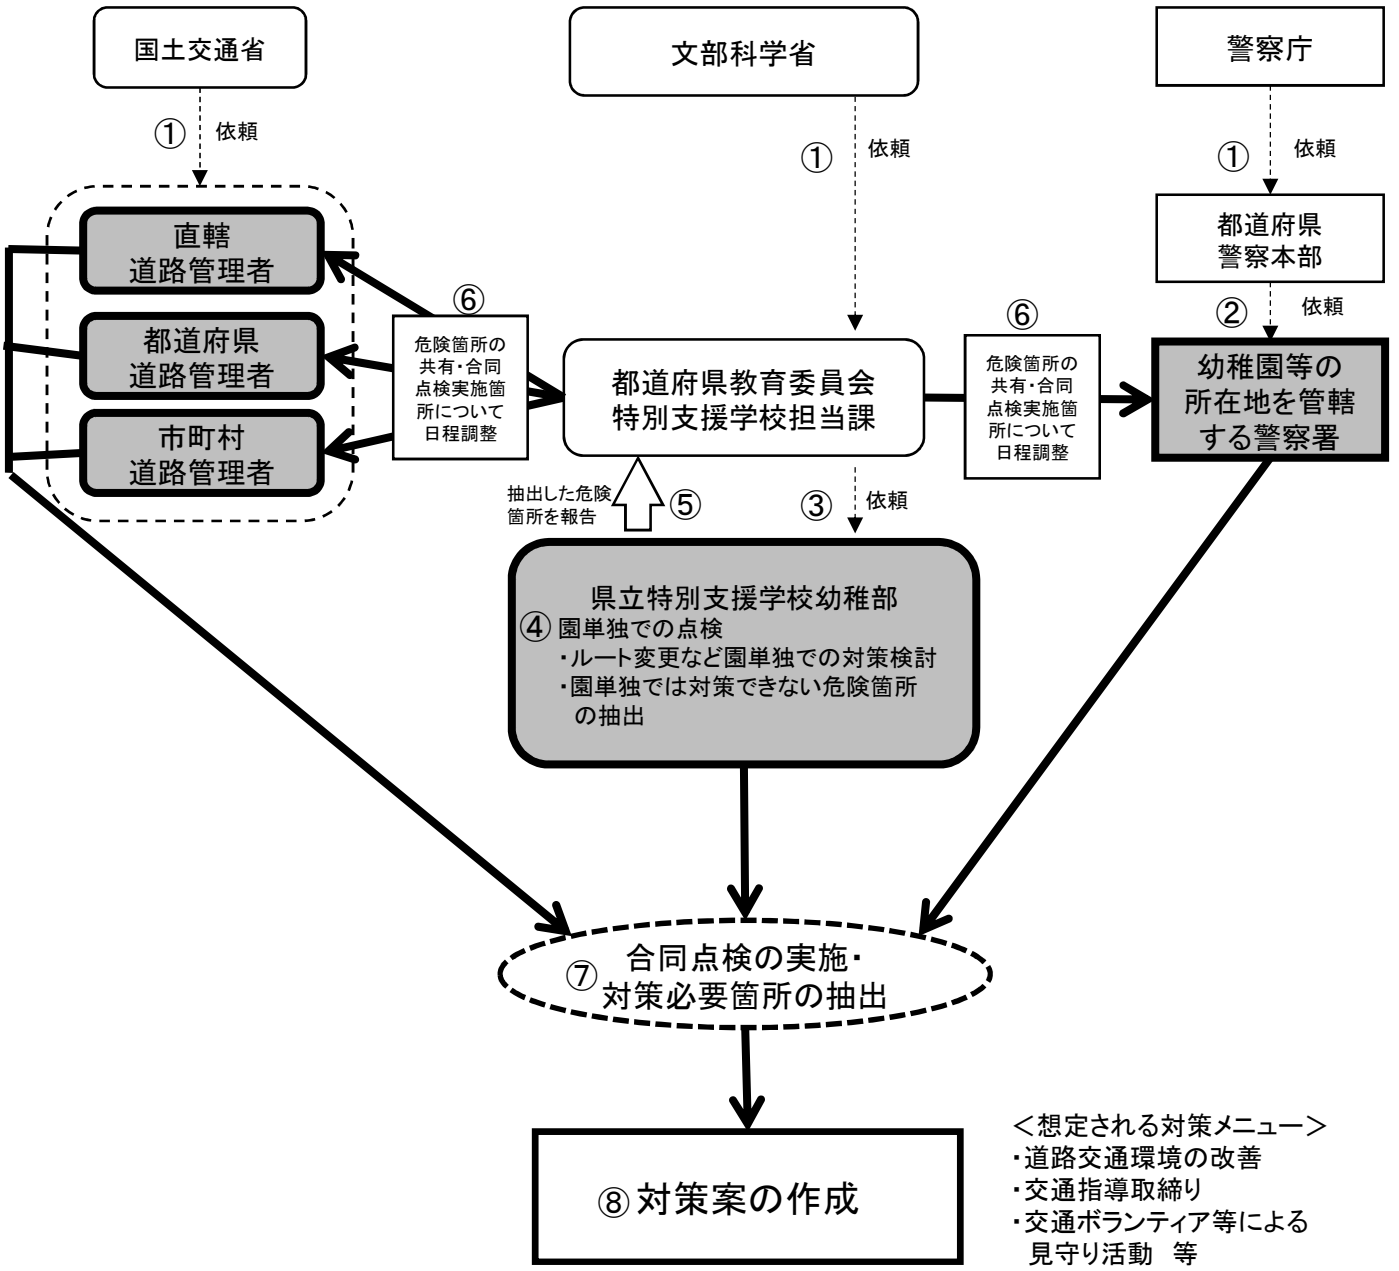 国土交通省
文部科学省
警察庁
① 依頼
① 依頼
① 依頼
直轄
道路管理者
都道府県
道路管理者
市町村
道路管理者
都道府県
警察本部
② 依頼
⑥
危険箇所の
共有・合同
点検実施箇
所について
日程調整
都道府県教育委員会
特別支援学校担当課
⑥
危険箇所の
共有・合同
点検実施箇
所について
日程調整
幼稚園等の
所在地を管轄
する警察署
抽出した危険
箇所を報告
⑤
③ 依頼
県立特別支援学校幼稚部
④ 園単独での点検
・ルート変更など園単独での対策検討
・園単独では対策できない危険箇所
の抽出
⑦
合同点検の実施・
対策必要箇所の抽出
⑧ 対策案の作成
＜想定される対策メニュー＞
・道路交通環境の改善
・交通指導取締り
・交通ボランティア等による
見守り活動 等